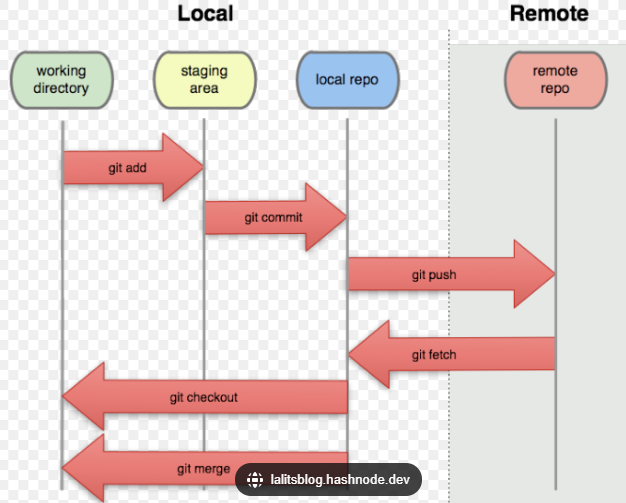 Local
Remote
working
directory
staging
area
local repo
remote
repo
git add
git commit
git push
git fetch
git checkout
git merge
lalitsblog.hashnode.dev